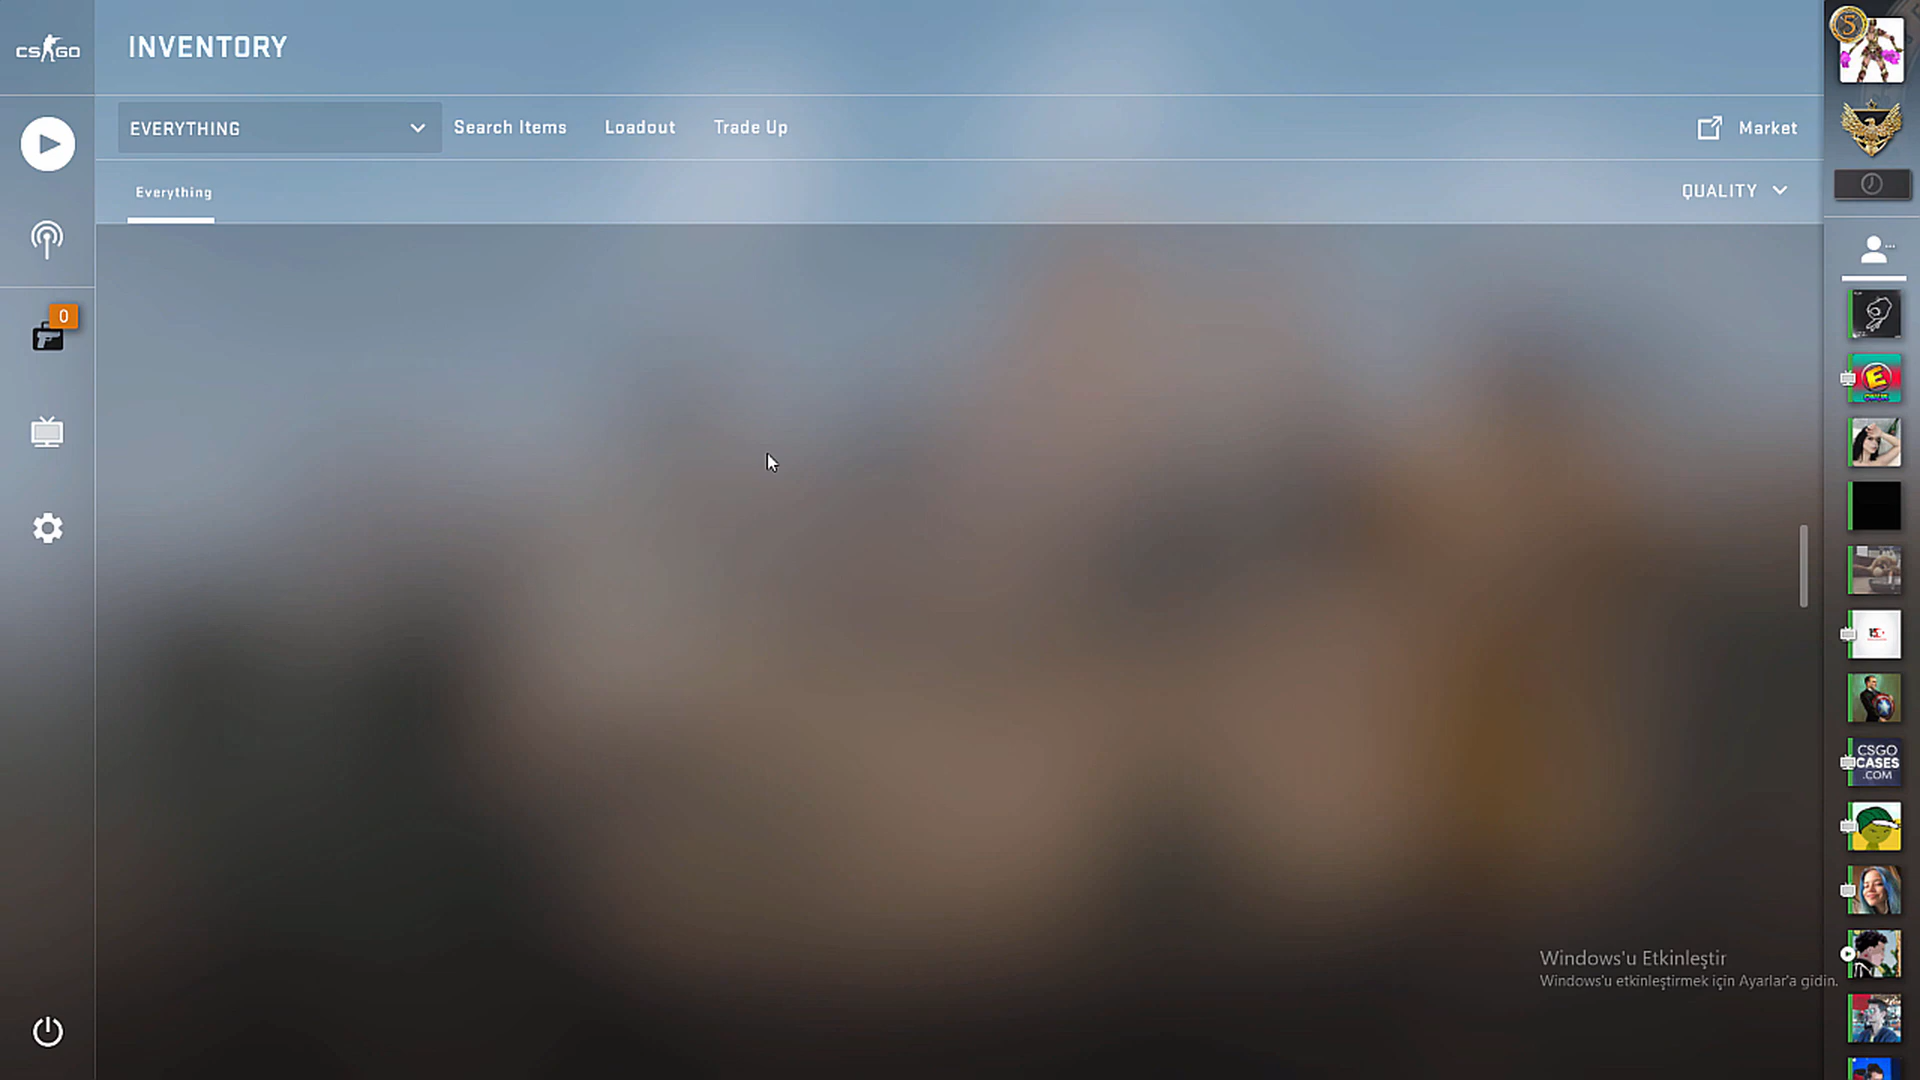 CS GO
INVENTORY
EVERYTHING
Search Items
Loadout
Trade Up
Market
Everything
QUALITY
0
5
E
CSGO
CASES
.COM
Windows'u Etkinleştir
Windows'u etkinleştirmek için Ayarlar'a gidin.